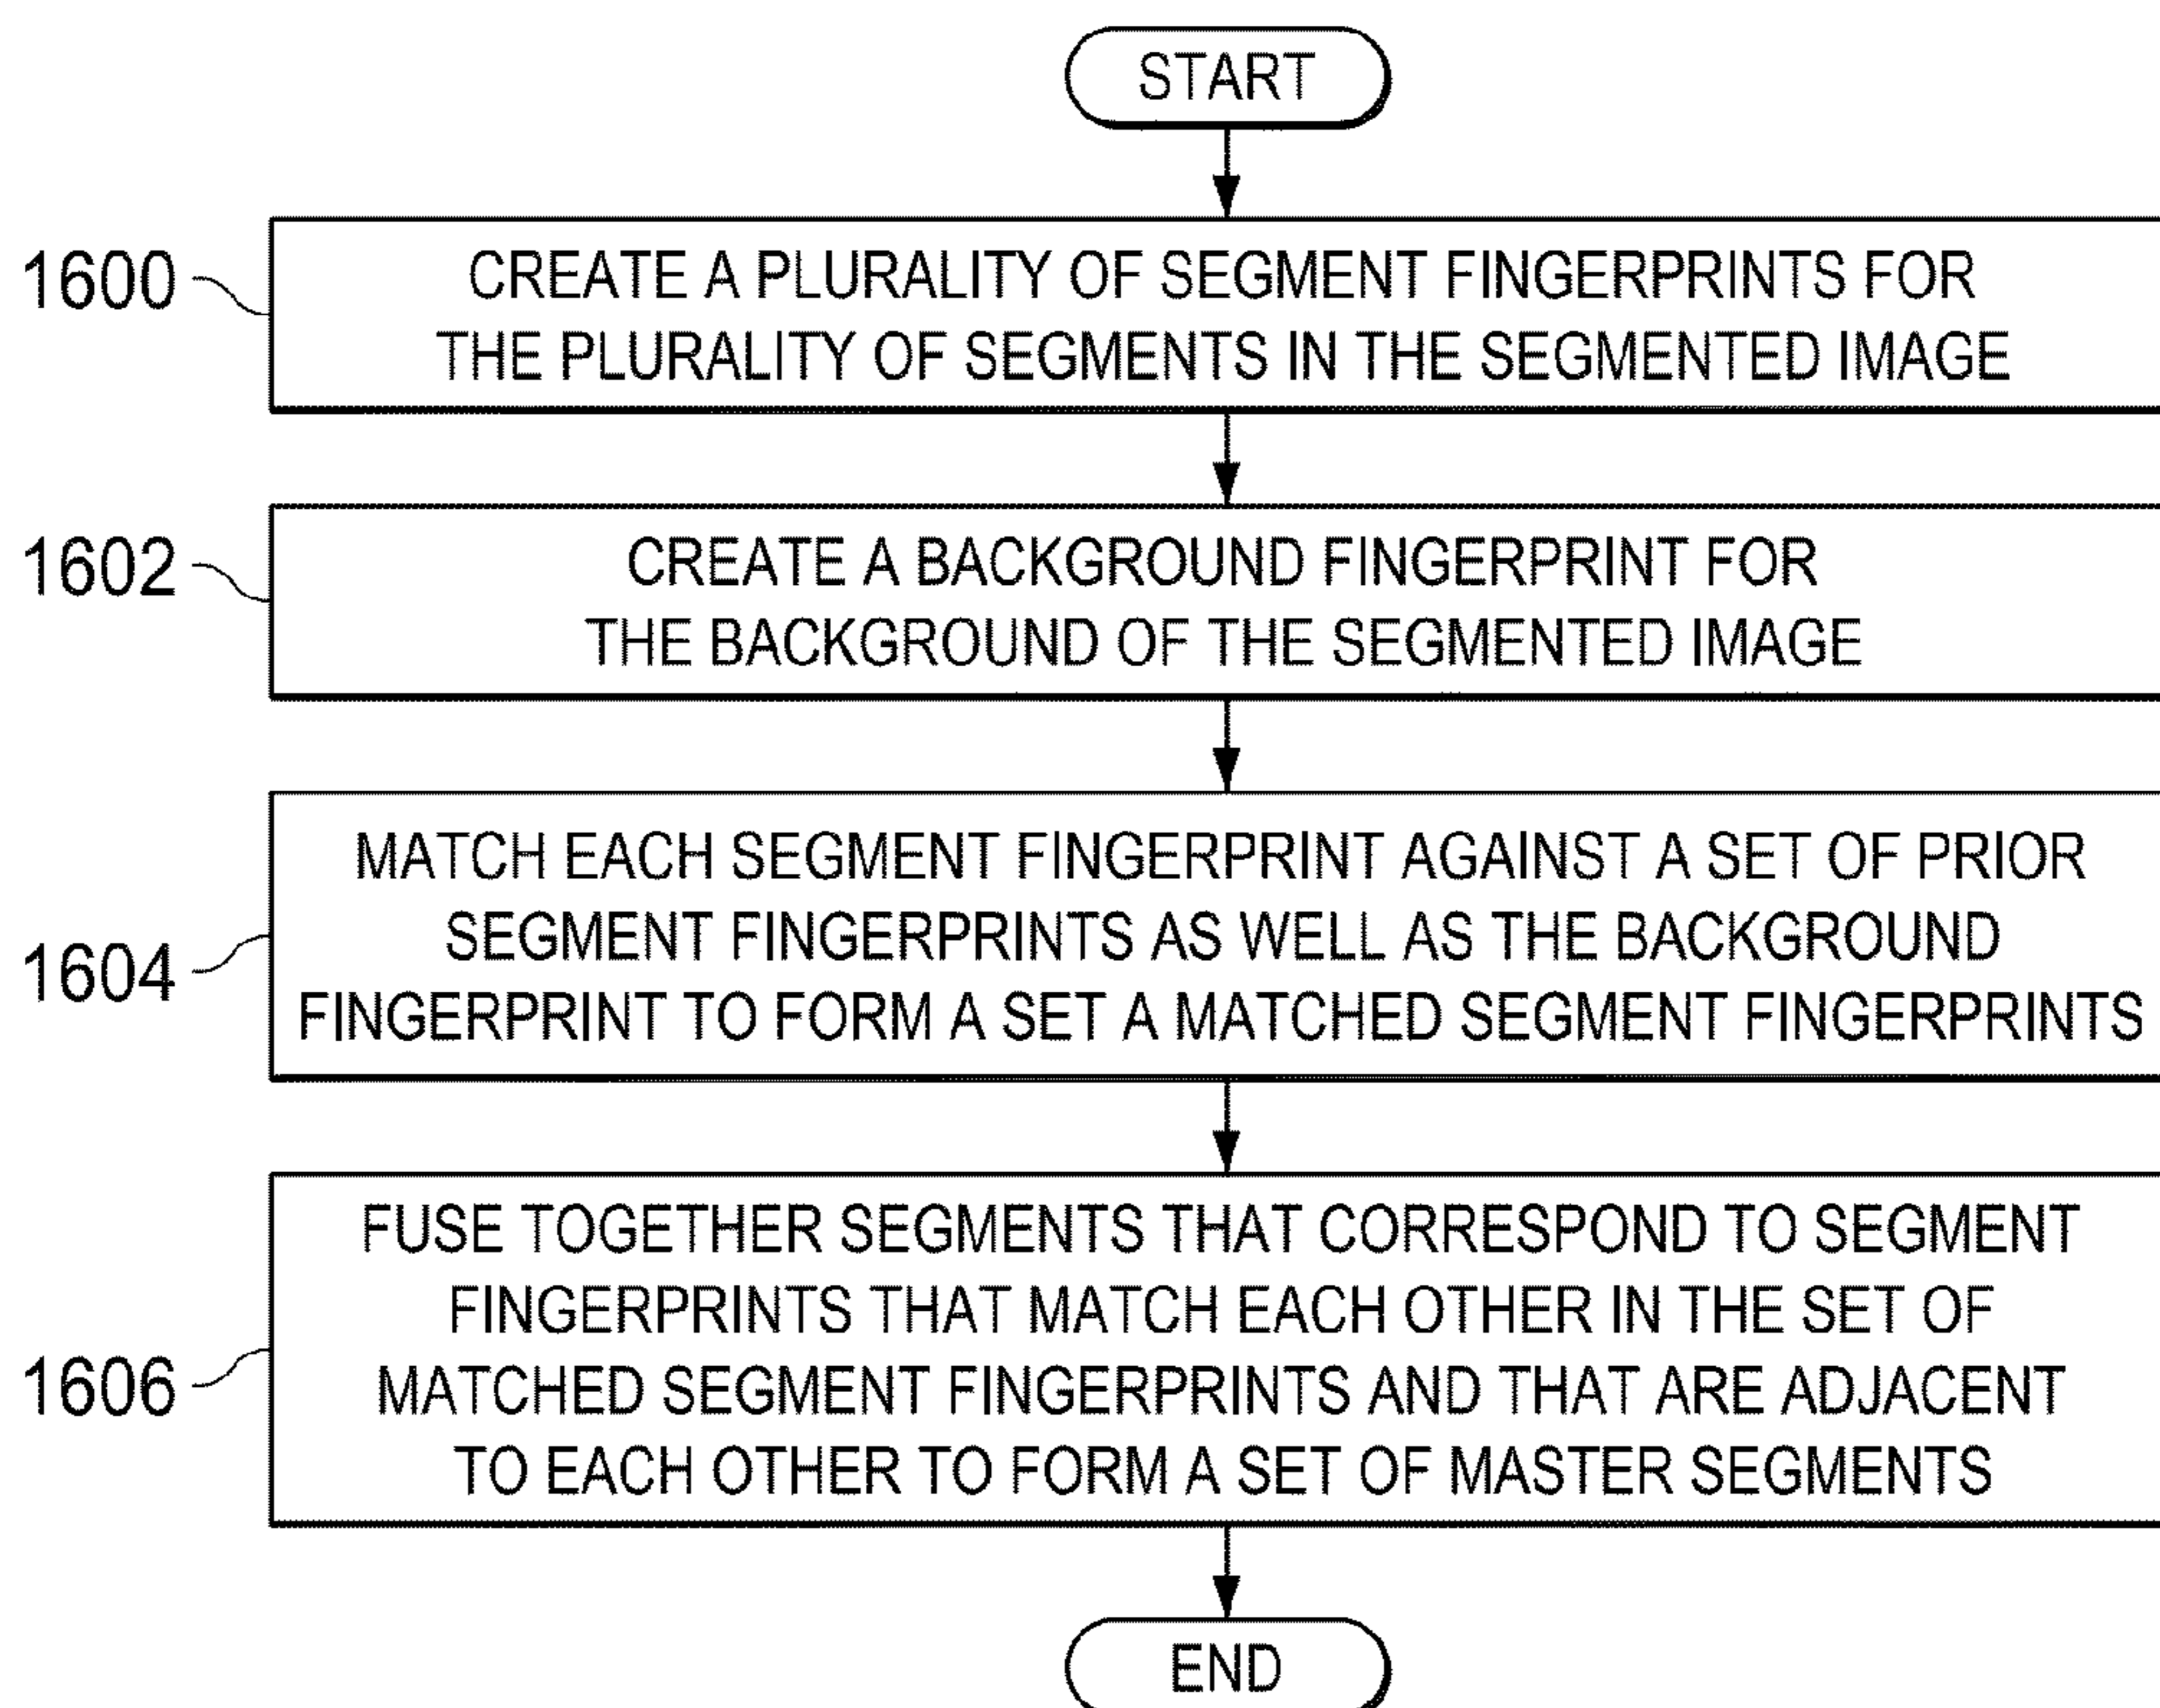 START
1600
CREATE A PLURALITY OF SEGMENT FINGERPRINTS FOR
THE PLURALITY OF SEGMENTS IN THE SEGMENTED IMAGE
1602
CREATE A BACKGROUND FINGERPRINT FOR
THE BACKGROUND OF THE SEGMENTED IMAGE
1604
MATCH EACH SEGMENT FINGERPRINT AGAINST A SET OF PRIOR
SEGMENT FINGERPRINTS AS WELL AS THE BACKGROUND
FINGERPRINT TO FORM A SET A MATCHED SEGMENT FINGERPRINTS
1606
FUSE TOGETHER SEGMENTS THAT CORRESPOND TO SEGMENT
FINGERPRINTS THAT MATCH EACH OTHER IN THE SET OF
MATCHED SEGMENT FINGERPRINTS AND THAT ARE ADJACENT
TO EACH OTHER TO FORM A SET OF MASTER SEGMENTS
END